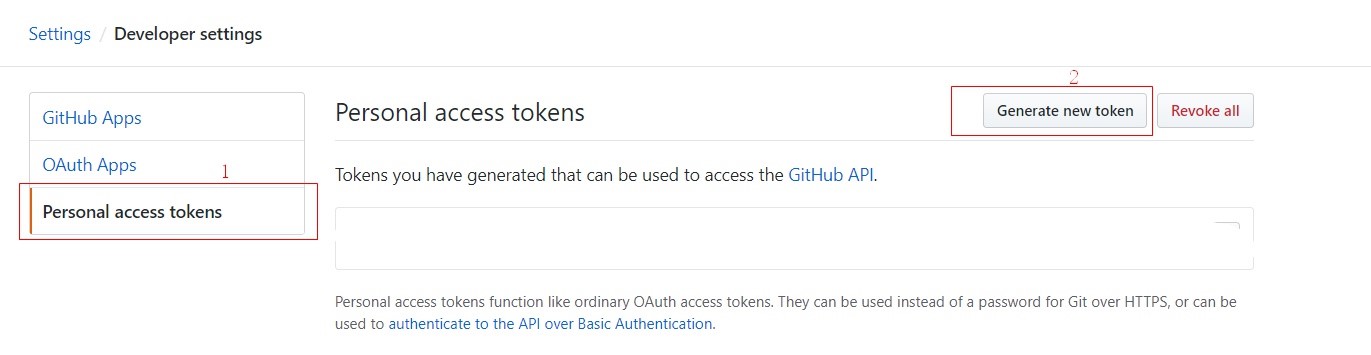 Settings / Developer settings
GitHub Apps
OAuth Apps
1
Personal access tokens
Personal access tokens
2
Generate new token
Revoke all
Tokens you have generated that can be used to access the GitHub API.
Personal access tokens function like ordinary OAuth access tokens. They can be used instead of a password for Git over HTTPS, or can be
used to authenticate to the API over Basic Authentication.